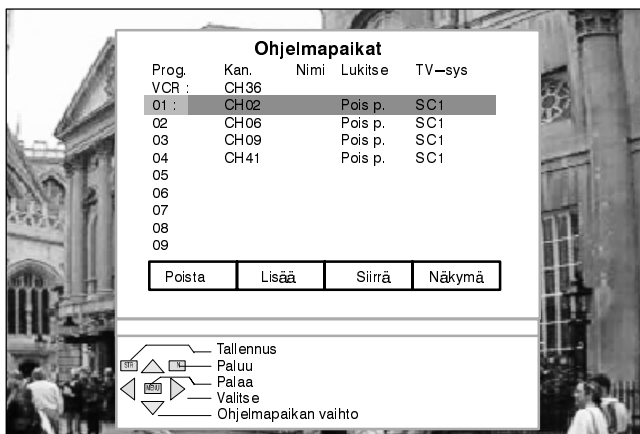 Ohjelmapaikat
Prog. Kan. Nimi Lukitse TV-sys
VCR : CH36
01 : CH02 Pois p. SC1
02 CH06 Pois p. SC1
03 CH09 Pois p. SC1
04 CH41 Pois p. SC1
05
06
07
08
09
Poista Lisää Siirrä Näkymä
Tallennus
STR N Paluu
MENU Palaa
Valitse
Ohjelmapaikan vaihto